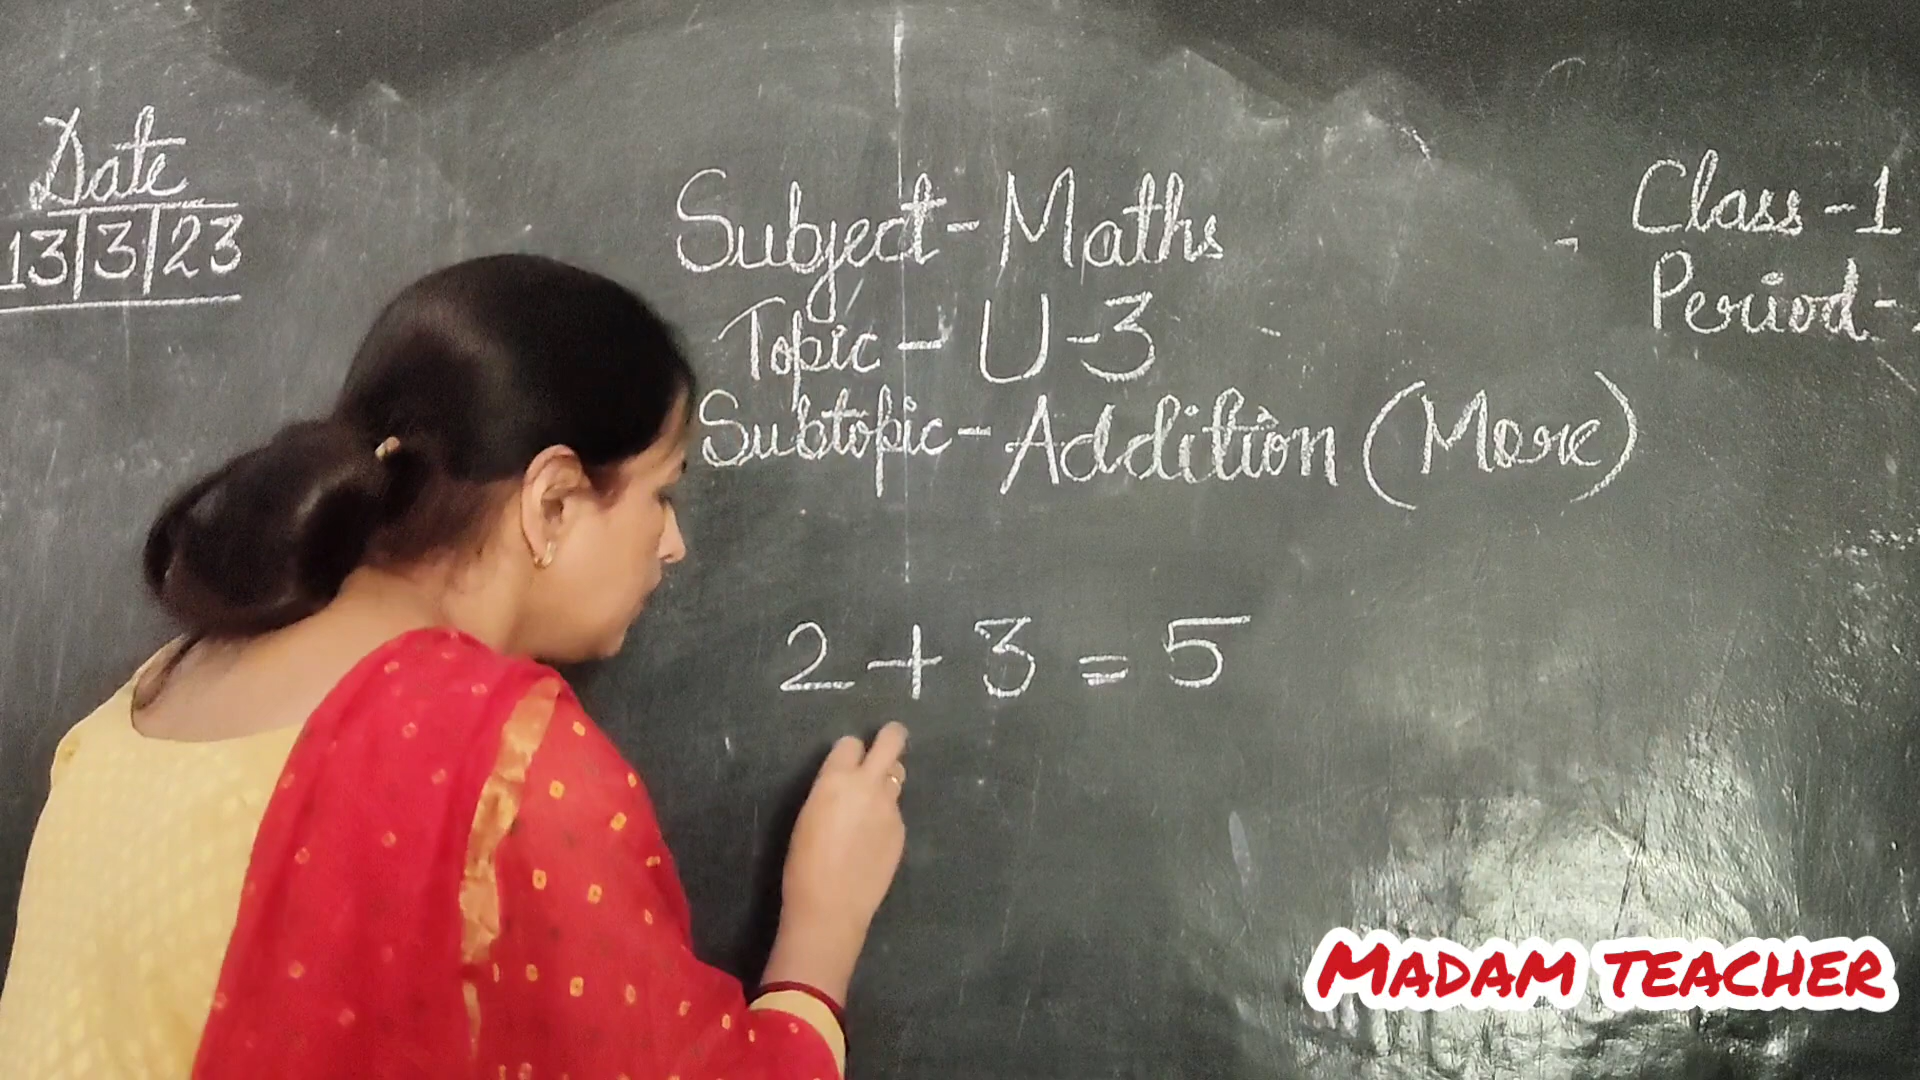 Date
13|3|23
Subject-Maths
Topic - U-3
Subtopic-Addition (More)
Class-1
Period-
2+3=5
MADAM TEACHER